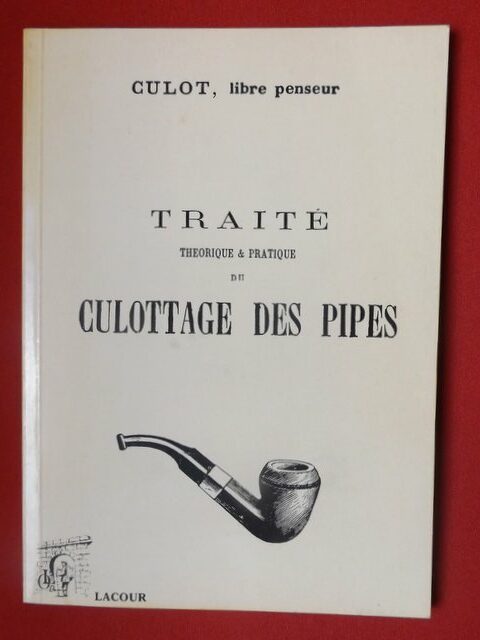 CULOT, libre penseur
TRAITÉ
THEORIQUE & PRATIQUE
DU
CULOTTAGE DES PIPES
LACOUR